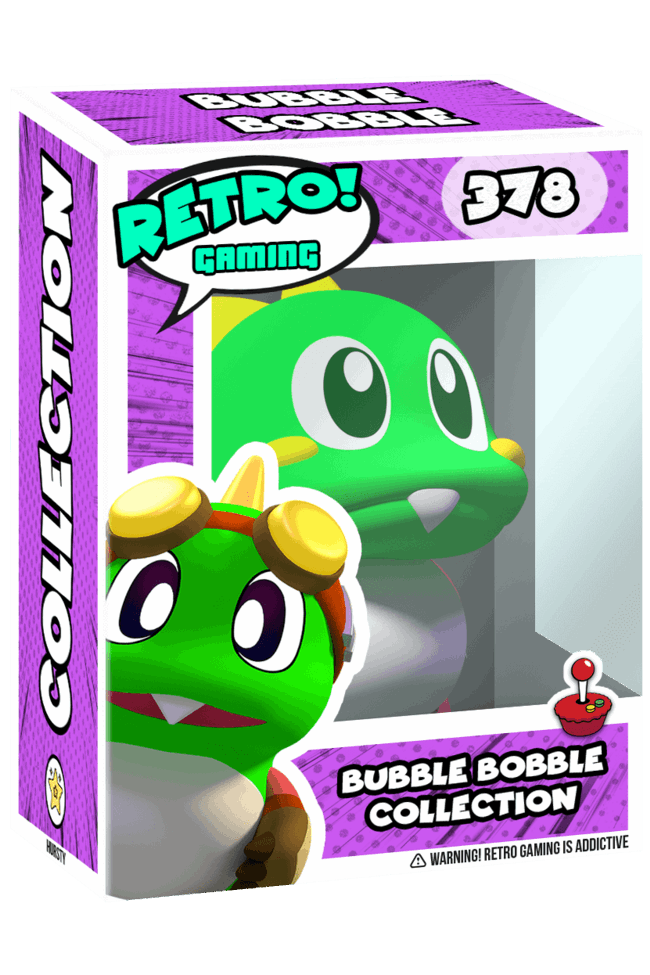 BUBBLE
BOBBLE
COLLECTION
RETRO!
GAMING
378
BUBBLE BOBBLE
COLLECTION
WARNING! RETRO GAMING IS ADDICTIVE
HURSTY